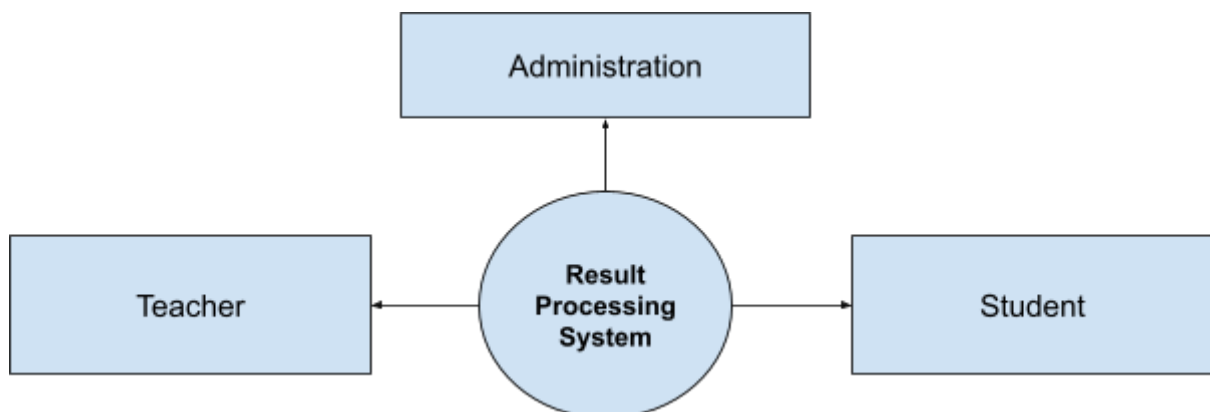 Administration
Teacher
Result
Processing
System
Student